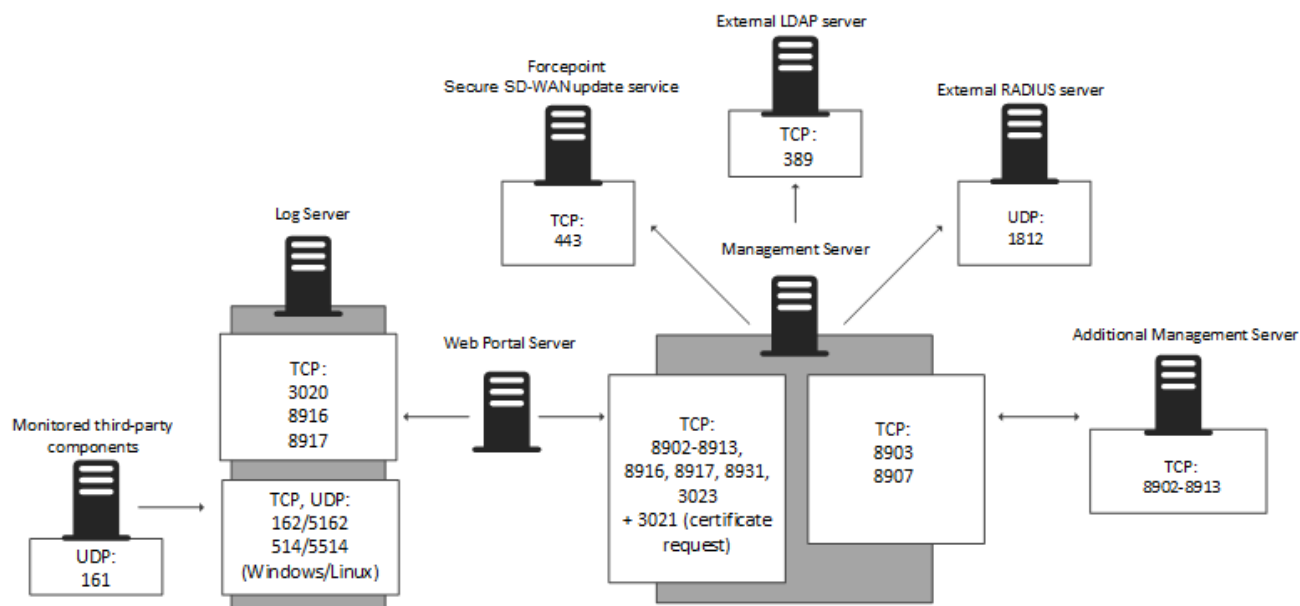 External LDAP server
TCP:
389
Forcepoint
Secure SD-WAN update service
TCP:
443
External RADIUS server
UDP:
1812
Log Server
TCP:
3020
8916
8917
TCP, UDP:
162/5162
514/5514
(Windows/Linux)
Monitored third-party
components
UDP:
161
Web Portal Server
Management Server
TCP:
8902-8913,
8916, 8917, 8931,
3023
+ 3021 (certificate
request)
TCP:
8903
8907
Additional Management Server
TCP:
8902-8913